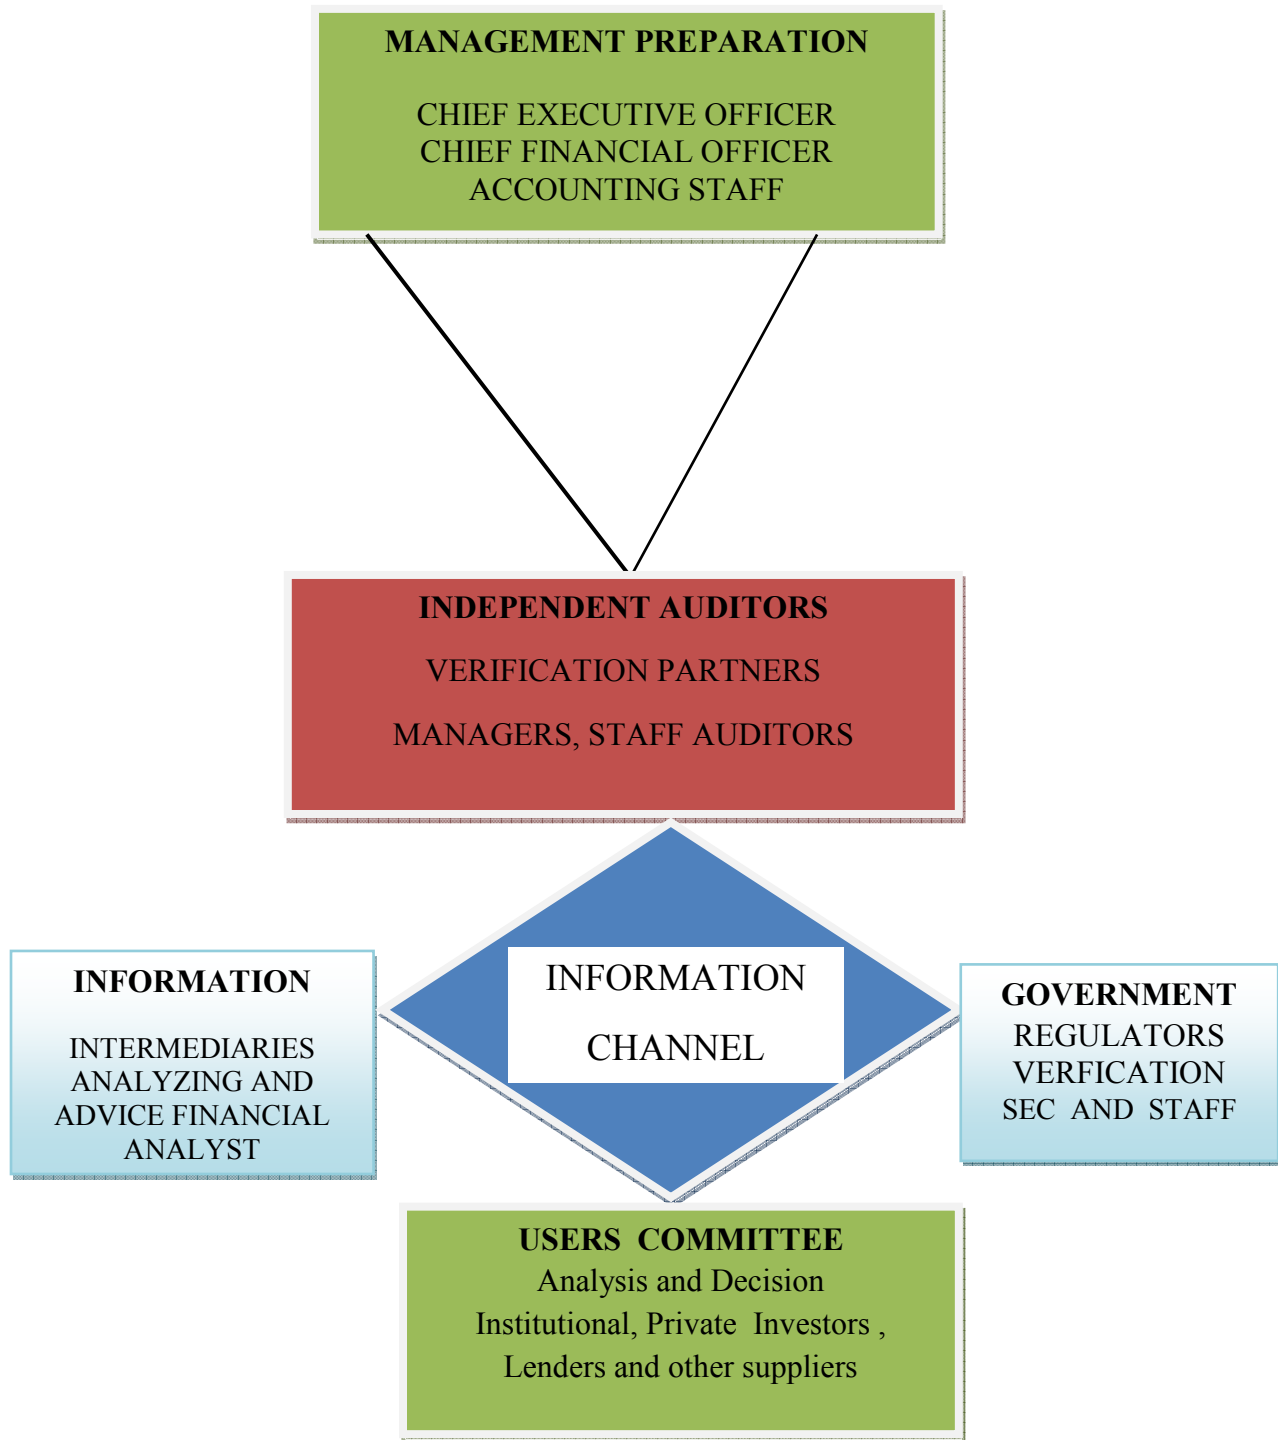 MANAGEMENT PREPARATION
CHIEF EXECUTIVE OFFICER
CHIEF FINANCIAL OFFICER
ACCOUNTING STAFF
INDEPENDENT AUDITORS
VERIFICATION PARTNERS
MANAGERS, STAFF AUDITORS
INFORMATION
INTERMEDIARIES
ANALYZING AND
ADVICE FINANCIAL
ANALYST
INFORMATION
CHANNEL
GOVERNMENT
REGULATORS
VERFICATION
SEC AND STAFF
USERS COMMITTEE
Analysis and Decision
Institutional, Private Investors ,
Lenders and other suppliers